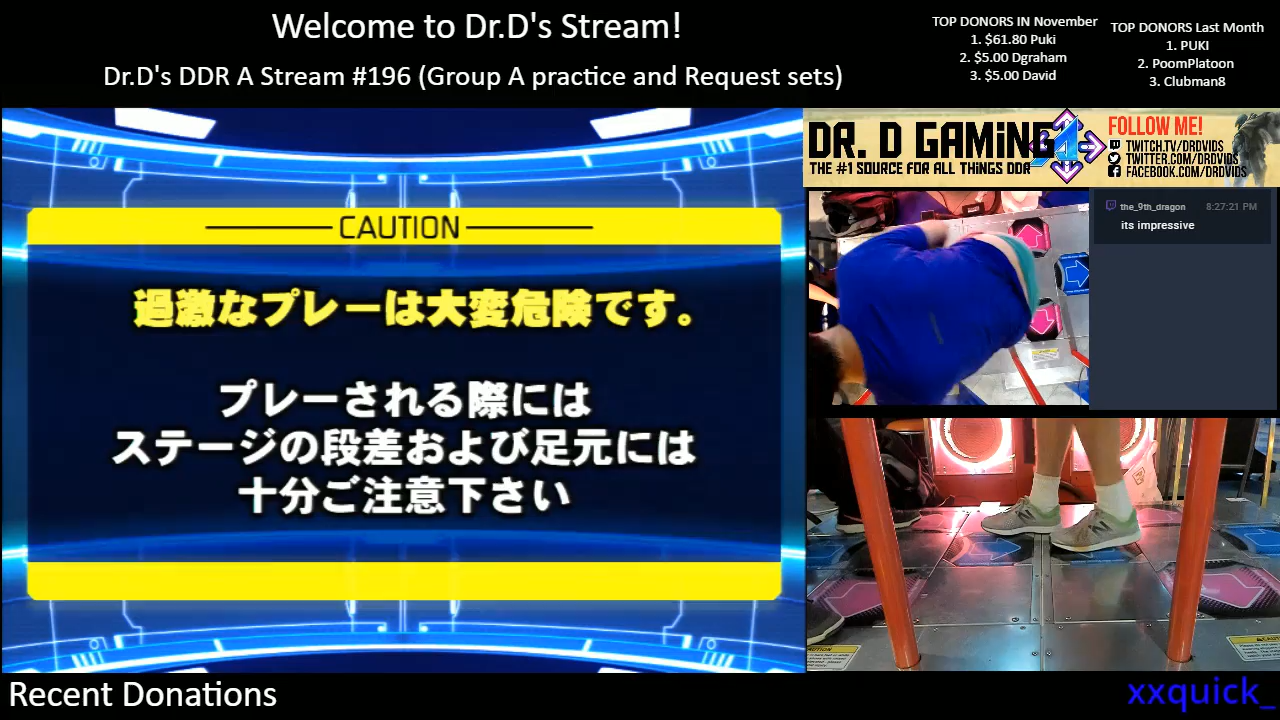 Welcome to Dr.D's Stream!
Dr.D's DDR A Stream #196 (Group A practice and Request sets)
TOP DONORS IN November
1. $61.80 Puki
2. $5.00 Dgraham
3. $5.00 David
TOP DONORS Last Month
1. PUKI
2. PoomPlatoon
3. Clubman8
DR. D GAMING
THE #1 SOURCE FOR ALL THINGS DDR
A
FOLLOW ME!
TWITCH.TV/DRDVIDS
TWITTER.COM/DRDVIDS
FACEBOOK.COM/DRDVIDS
CAUTION
過激なプレーは大変危険です。
プレーされる際には
ステージの段差および足元には
十分ご注意下さい
the_9th_dragon 8:27:21 PM
its impressive
CAUTION
Recent Donations
xxquick_